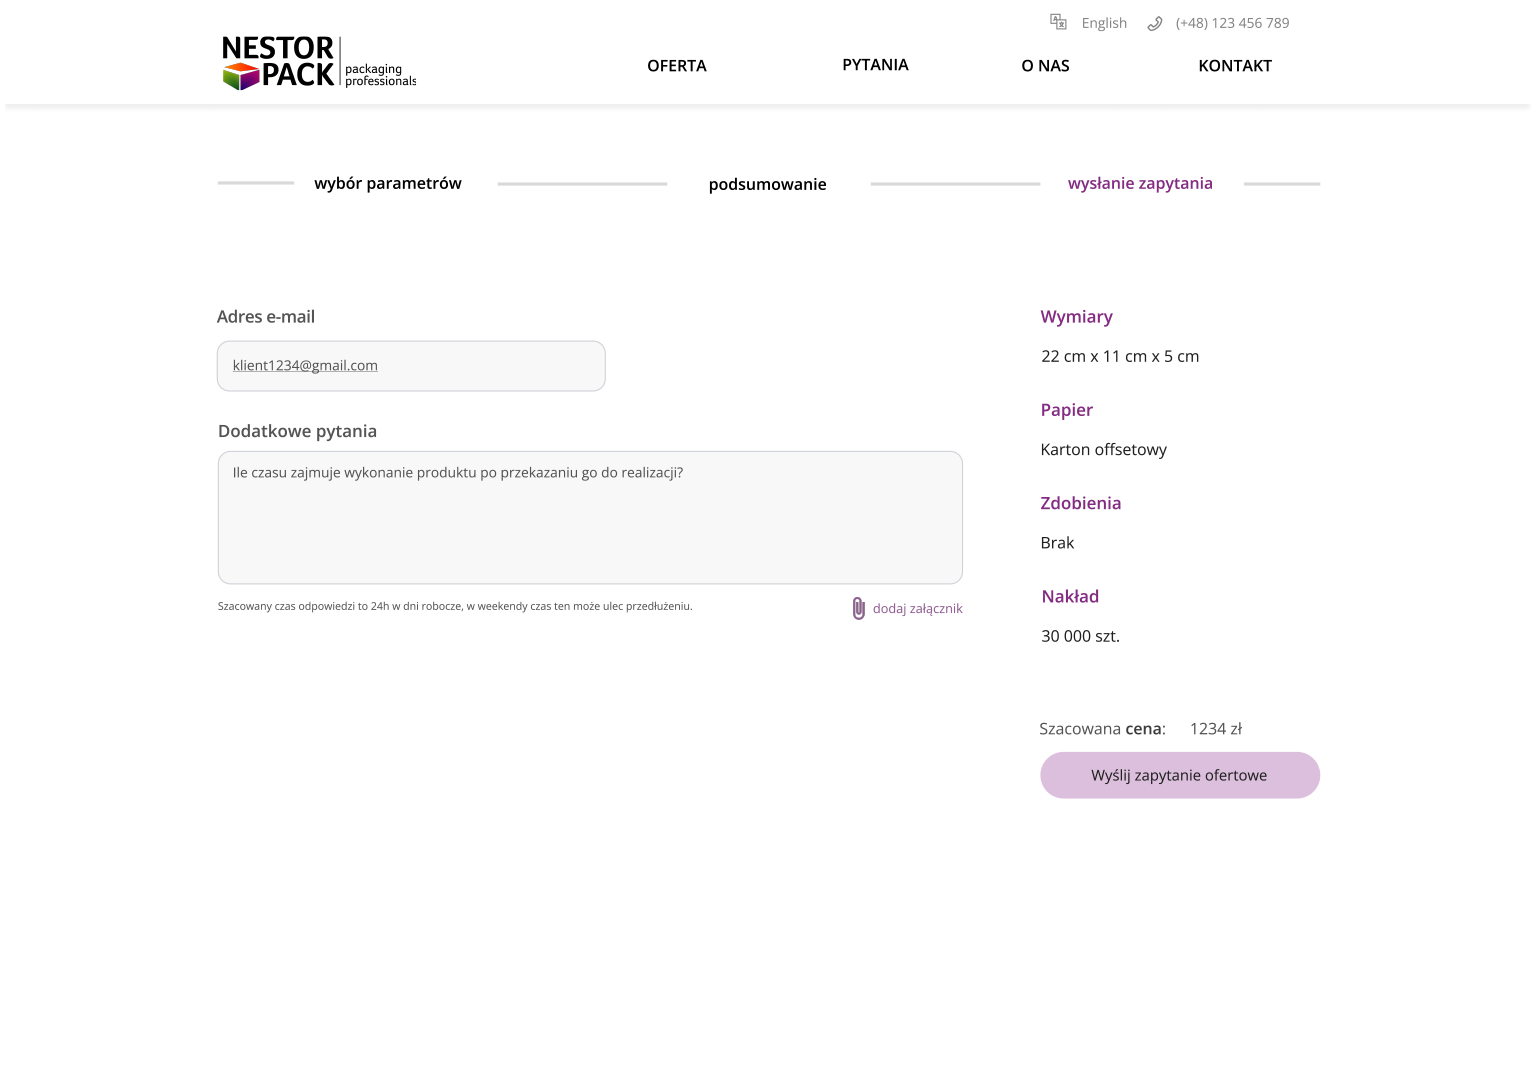 English
(+48) 123 456 789
NESTOR
PACK
packaging
professionals
OFERTA
PYTANIA
O NAS
KONTAKT
wybór parametrów
podsumowanie
wysłanie zapytania
Adres e-mail
klient1234@gmail.com
Dodatkowe pytania
Ile czasu zajmuje wykonanie produktu po przekazaniu go do realizacji?
Szacowany czas odpowiedzi to 24h w dni robocze, w weekendy czas ten może ulec przedłużeniu.
dodaj załącznik
Wymiary
22 cm x 11 cm x 5 cm
Papier
Karton offsetowy
Zdobienia
Brak
Nakład
30 000 szt.
Szacowana cena: 1234 zł
Wyślij zapytanie ofertowe